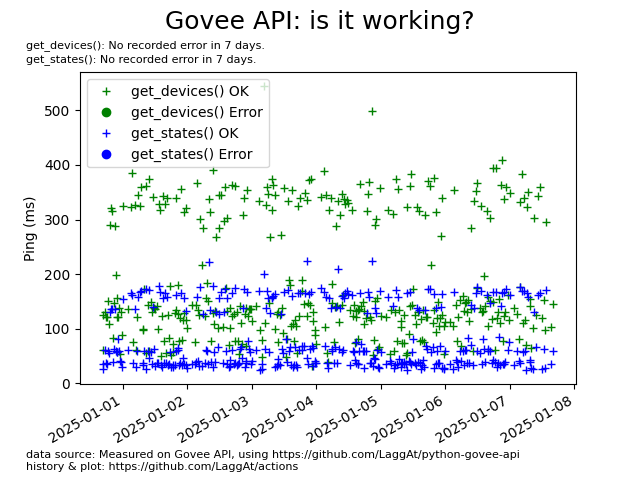 Govee API: is it working?
get_devices(): No recorded error in 7 days.
get_states(): No recorded error in 7 days.
get_devices() OK
get_devices() Error
get_states() OK
get_states() Error
Ping (ms)
500
400
300
200
100
0
2025-01-01
2025-01-02
2025-01-03
2025-01-04
2025-01-05
2025-01-06
2025-01-07
2025-01-08
data source: Measured on Govee API, using https://github.com/LaggAt/python-govee-api
history & plot: https://github.com/LaggAt/actions